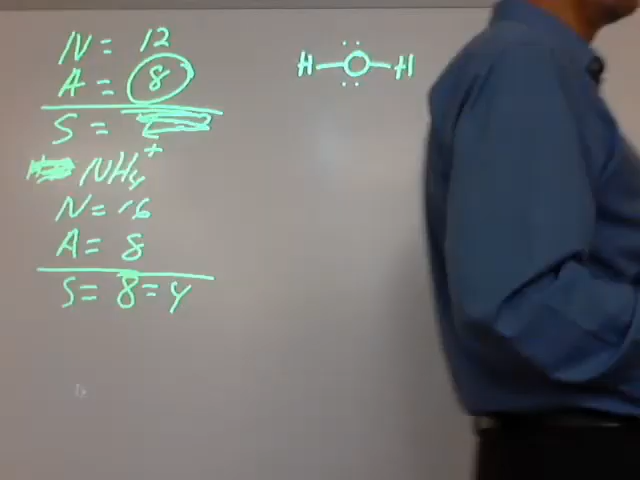 N = 12
A = 8
S =
NH4+
N = 16
A = 8
S = 8 = 4
H-O-H